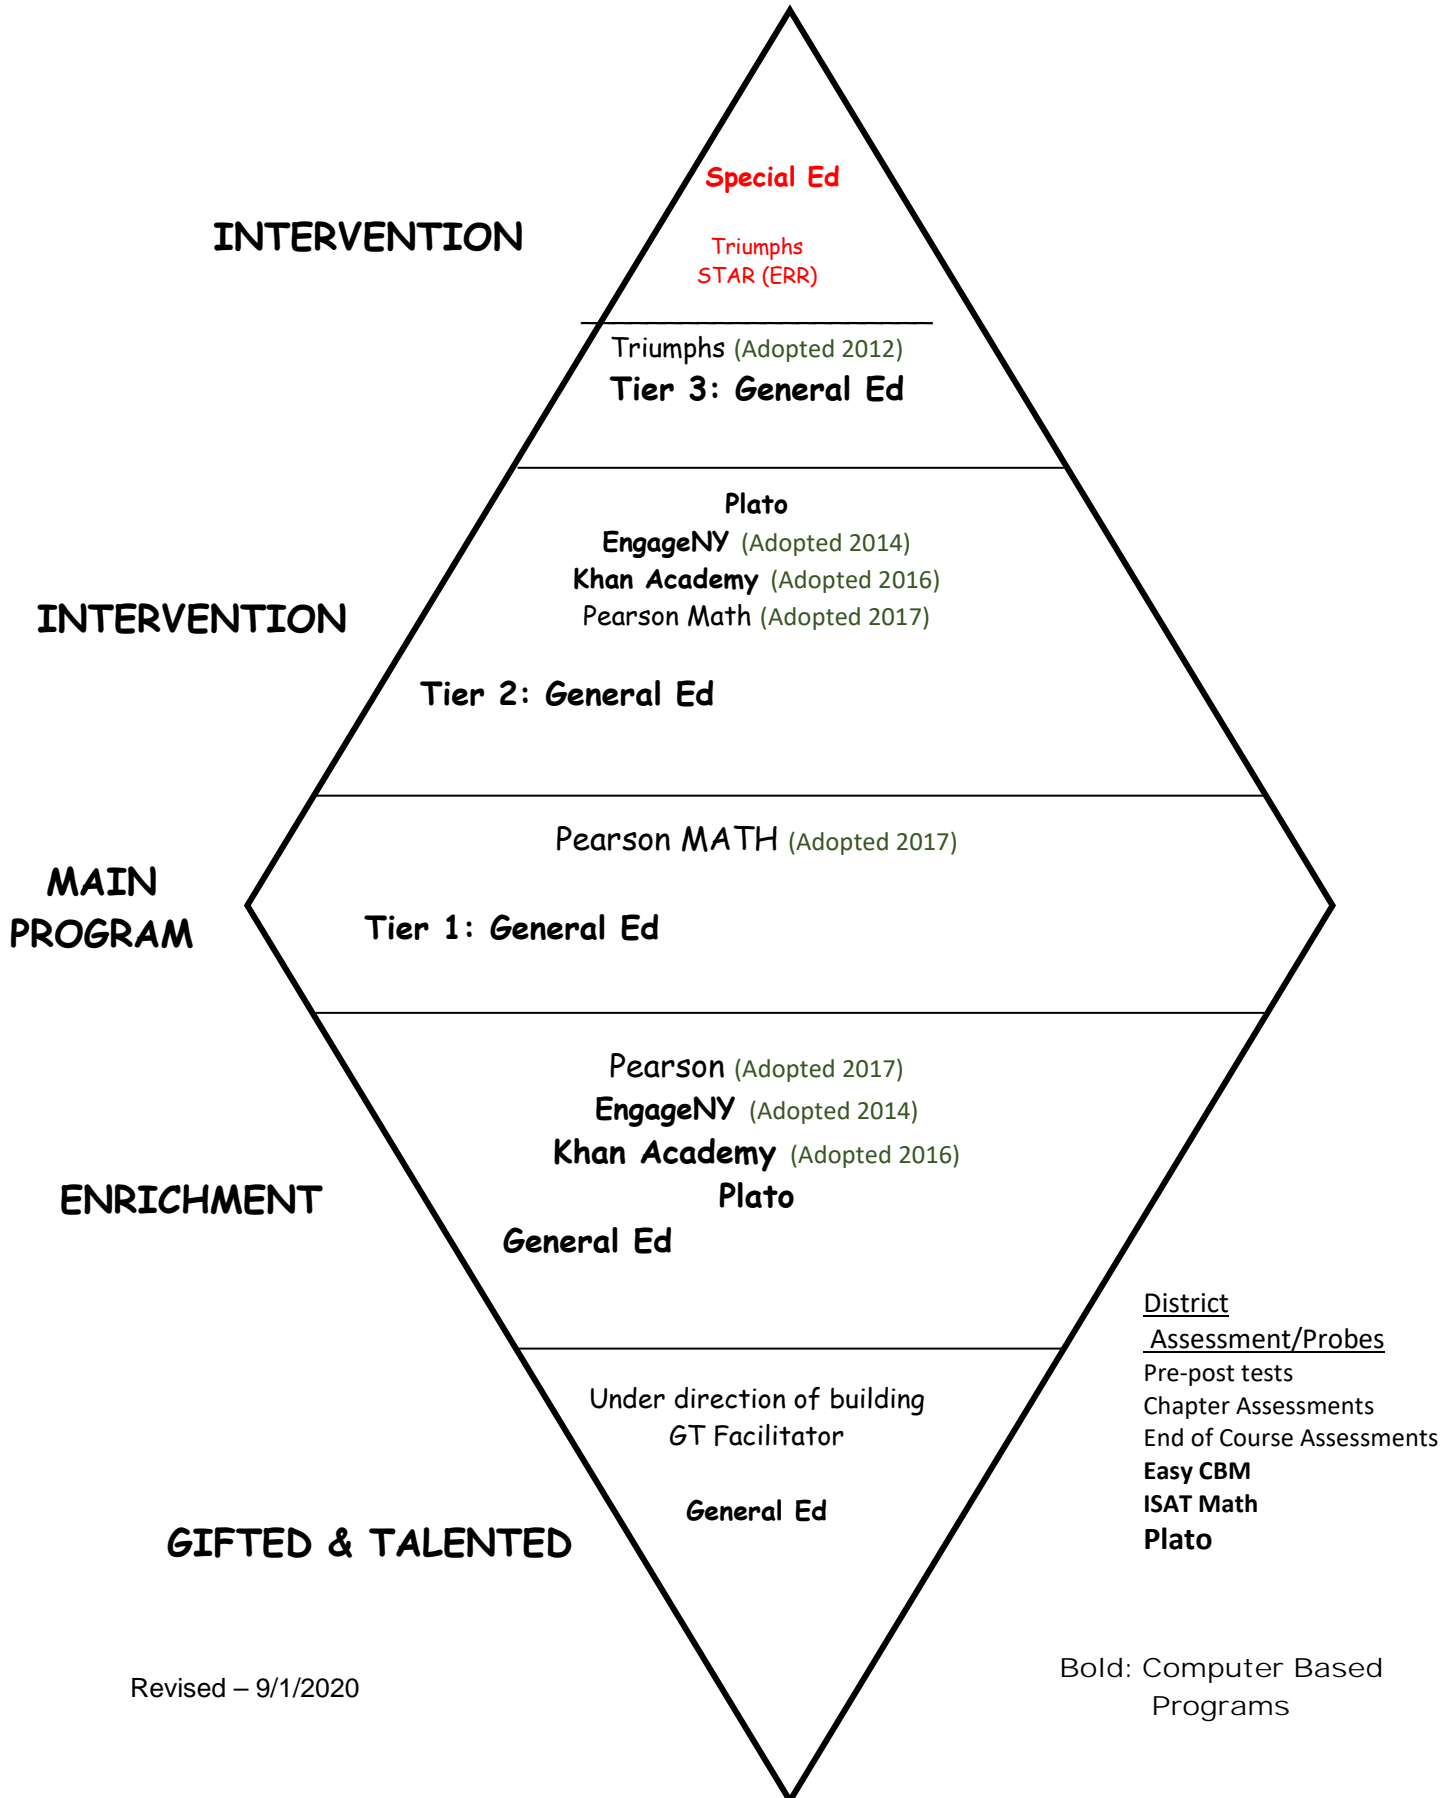 Special Ed
INTERVENTION
Triumphs
STAR (ERR)
Triumphs (Adopted 2012)
Tier 3: General Ed
Plato
EngageNY (Adopted 2014)
Khan Academy (Adopted 2016)
INTERVENTION
Pearson Math (Adopted 2017)
Tier 2: General Ed
Pearson MATH (Adopted 2017)
MAIN
PROGRAM
Tier 1: General Ed
Pearson (Adopted 2017)
EngageNY (Adopted 2014)
Khan Academy (Adopted 2016)
Plato
ENRICHMENT
General Ed
District
Assessment/Probes
Pre-post tests
Chapter Assessments
End of Course Assessments
Easy CBM
ISAT Math
Plato
Under direction of building
GT Facilitator
General Ed
GIFTED & TALENTED
Revised – 9/1/2020
Bold: Computer Based
Programs